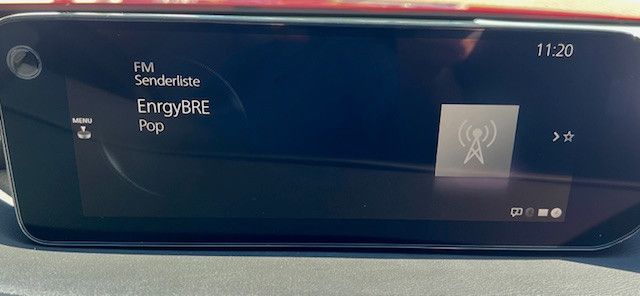 11:20
FM
Senderliste
EnrgyBRE
Pop
MENU